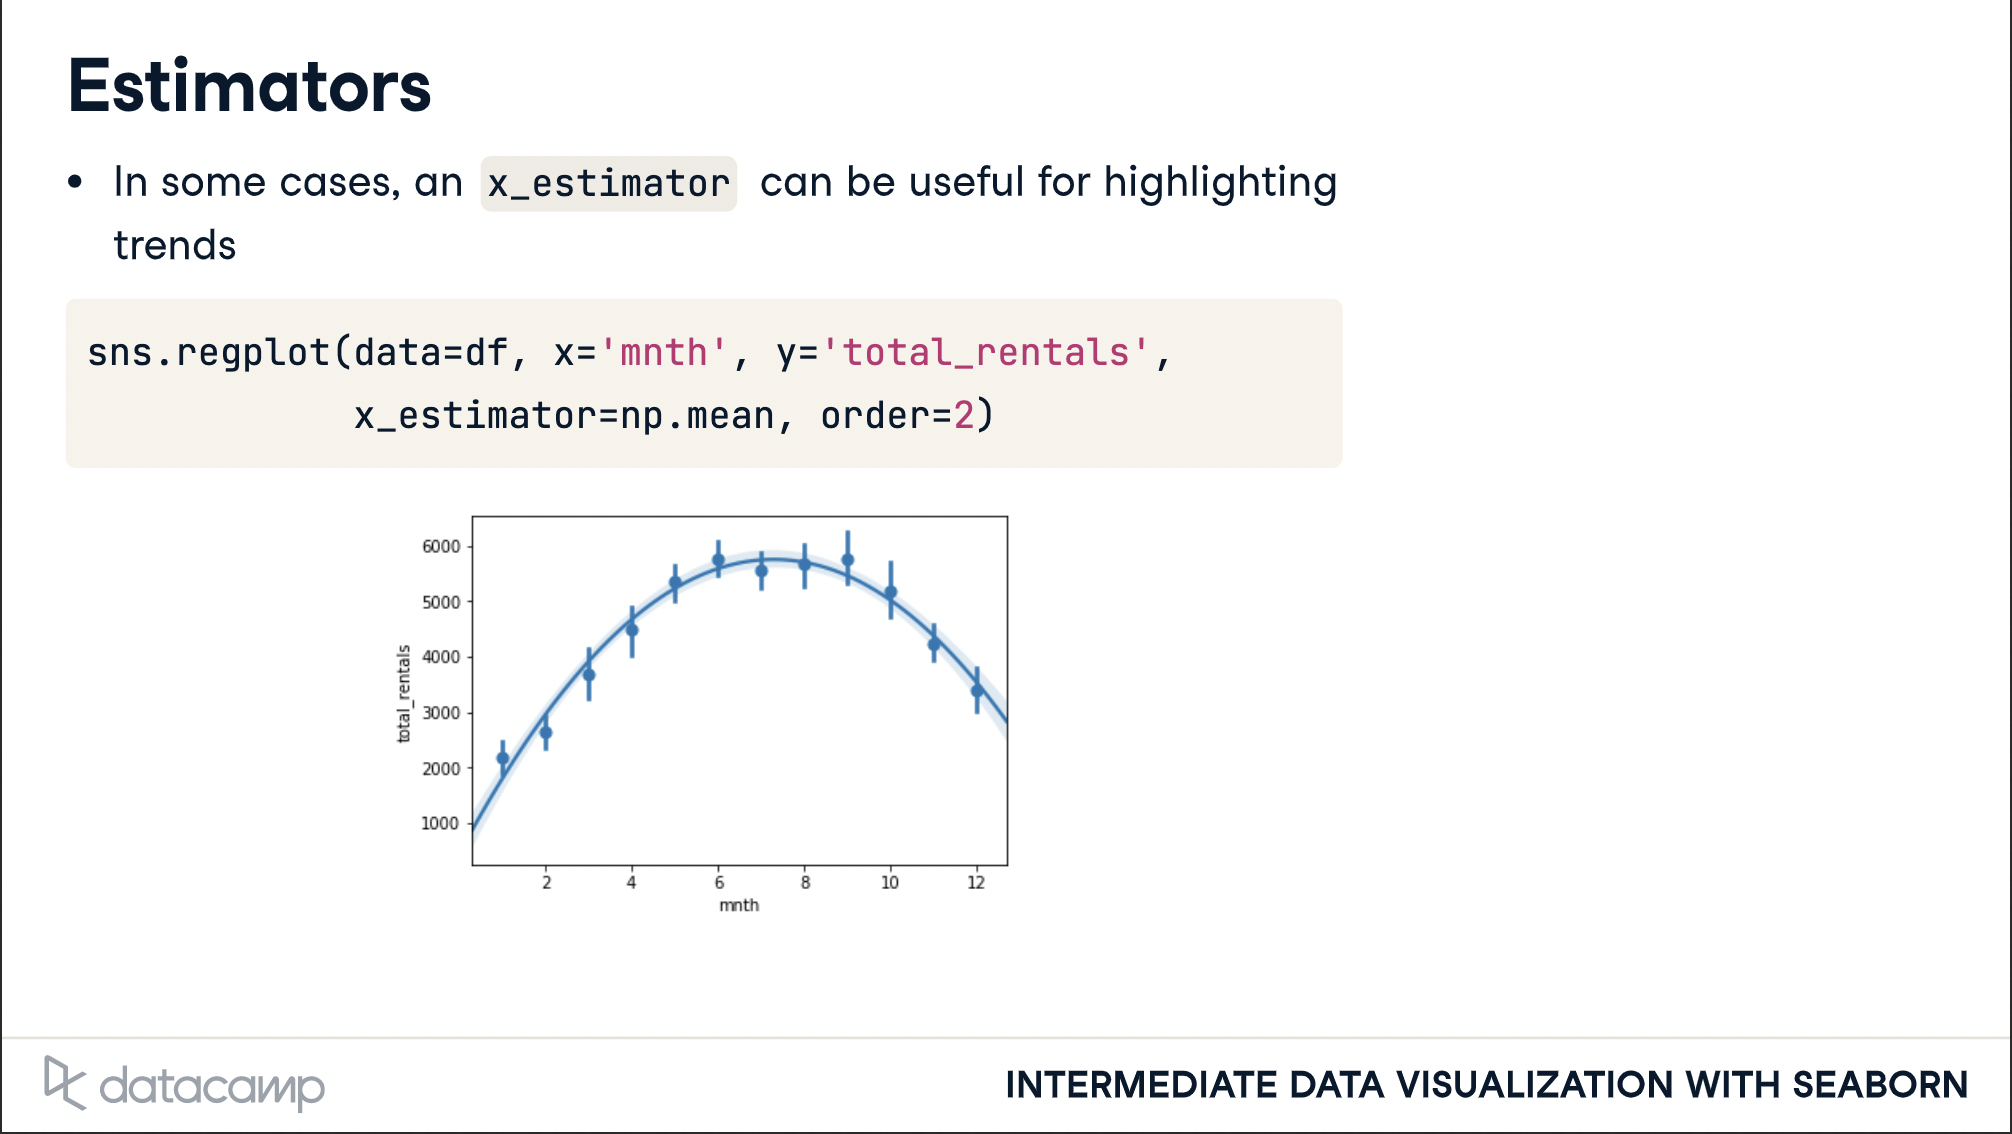 Estimators
• In some cases, an x_estimator can be useful for highlighting
trends
sns.regplot(data=df, x='mnth', y='total_rentals',
            x_estimator=np.mean, order=2)
6000
5000
4000
3000
2000
1000
total_rentals
2 4 6 8 10 12
mnth
datacamp
INTERMEDIATE DATA VISUALIZATION WITH SEABORN